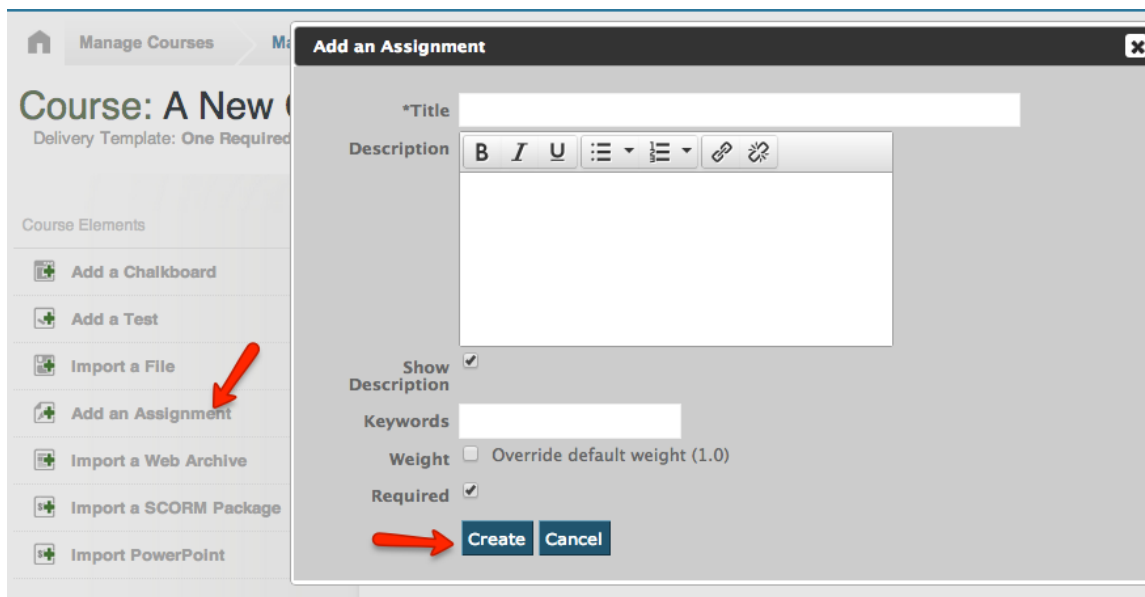 Manage Courses
Add an Assignment
Course: A New
Delivery Template: One Required
*Title
Description
B I U
Course Elements
Add a Chalkboard
Add a Test
Import a File
Add an Assignment
Import a Web Archive
Import a SCORM Package
Import PowerPoint
Show
Description
Keywords
Weight
Override default weight (1.0)
Required
Create Cancel